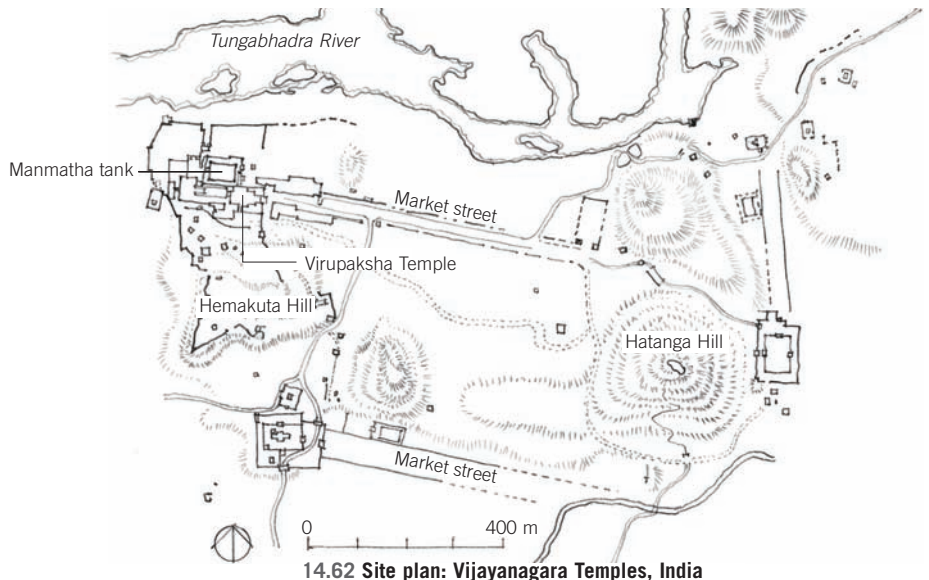 Tungabhadra River
Manmatha tank
Market street
Virupaksha Temple
Hemakuta Hill
Hatanga Hill
Market street
0 400 m
14.62 Site plan: Vijayanagara Temples, India